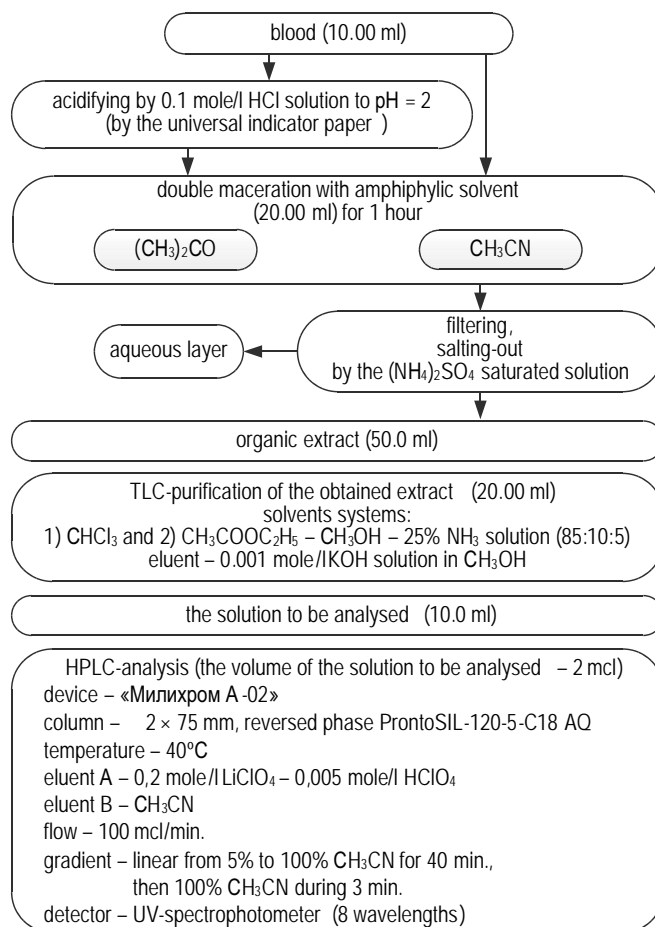 blood (10.00 ml)
acidifying by 0.1 mole/l HCl solution to pH = 2
(by the universal indicator paper )
double maceration with amphiphylic solvent
(20.00 ml) for 1 hour
(CH₃)₂CO
CH₃CN
filtering,
salting-out
by the (NH₄)₂SO₄ saturated solution
aqueous layer
organic extract (50.0 ml)
TLC-purification of the obtained extract (20.00 ml)
solvents systems:
1) CHCl₃ and 2) CH₃COOC₂H₅ – CH₃OH – 25% NH₃ solution (85:10:5)
eluent – 0.001 mole/lKOH solution in CH₃OH
the solution to be analysed (10.0 ml)
HPLC-analysis (the volume of the solution to be analysed – 2 mcl)
device – «Милихром А-02»
column – 2 × 75 mm, reversed phase ProntoSIL-120-5-C18 AQ
temperature – 40ºC
eluent A – 0,2 mole/l LiClO₄ – 0,005 mole/l HClO₄
eluent B – CH₃CN
flow – 100 mcl/min.
gradient – linear from 5% to 100% CH₃CN for 40 min.,
then 100% CH₃CN during 3 min.
detector – UV-spectrophotometer (8 wavelengths)